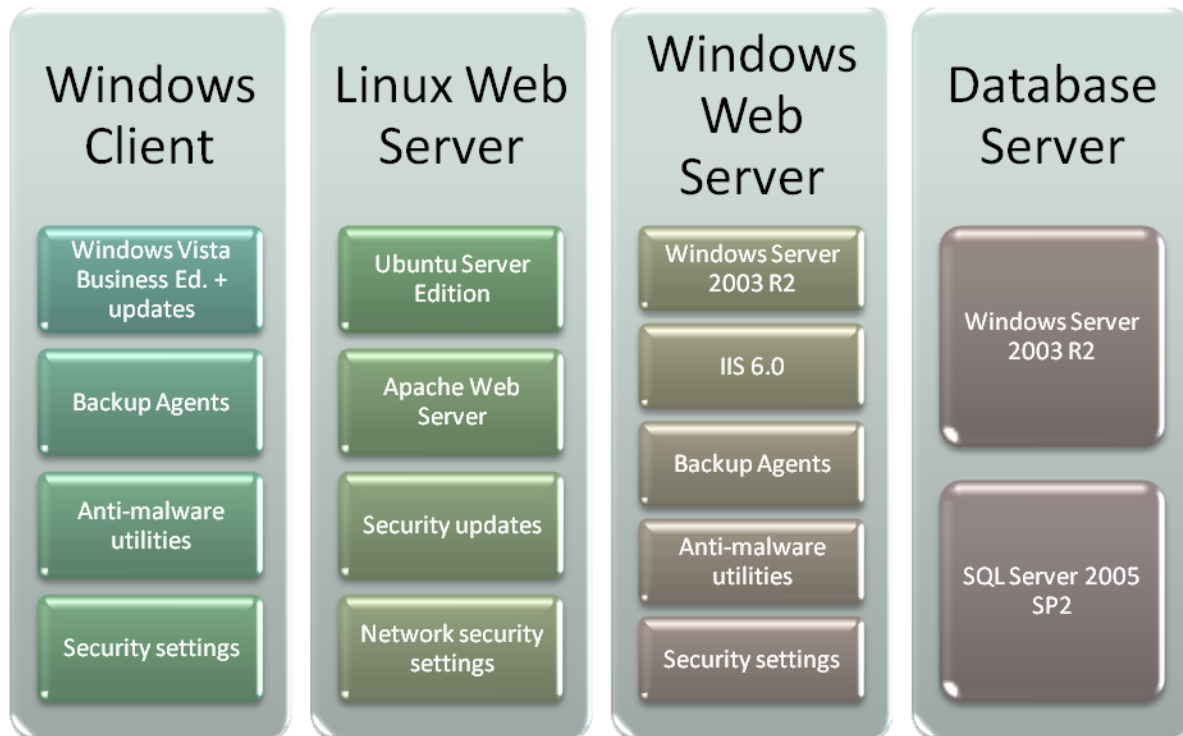 Windows
Client
Windows Vista
Business Ed. +
updates
Backup Agents
Anti-malware
utilities
Security settings
Linux Web
Server
Ubuntu Server
Edition
Apache Web
Server
Security updates
Network security
settings
Windows
Web
Server
Windows Server
2003 R2
IIS 6.0
Backup Agents
Anti-malware
utilities
Security settings
Database
Server
Windows Server
2003 R2
SQL Server 2005
SP2